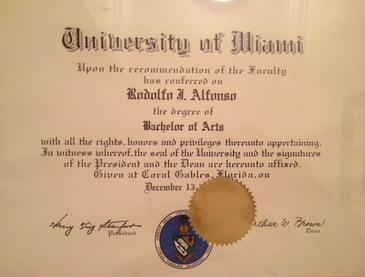 University of Miami
Upon the recommendation of the Faculty
has conferred on
Rodolfo J. Alfonso
the degree of
Bachelor of Arts
with all the rights, honors and privileges thereunto appertaining.
In witness whereof, the seal of the University and the signatures
of the President and the Dean are hereunto affixed.
Given at Coral Gables, Florida, on
December 13
President
Dean